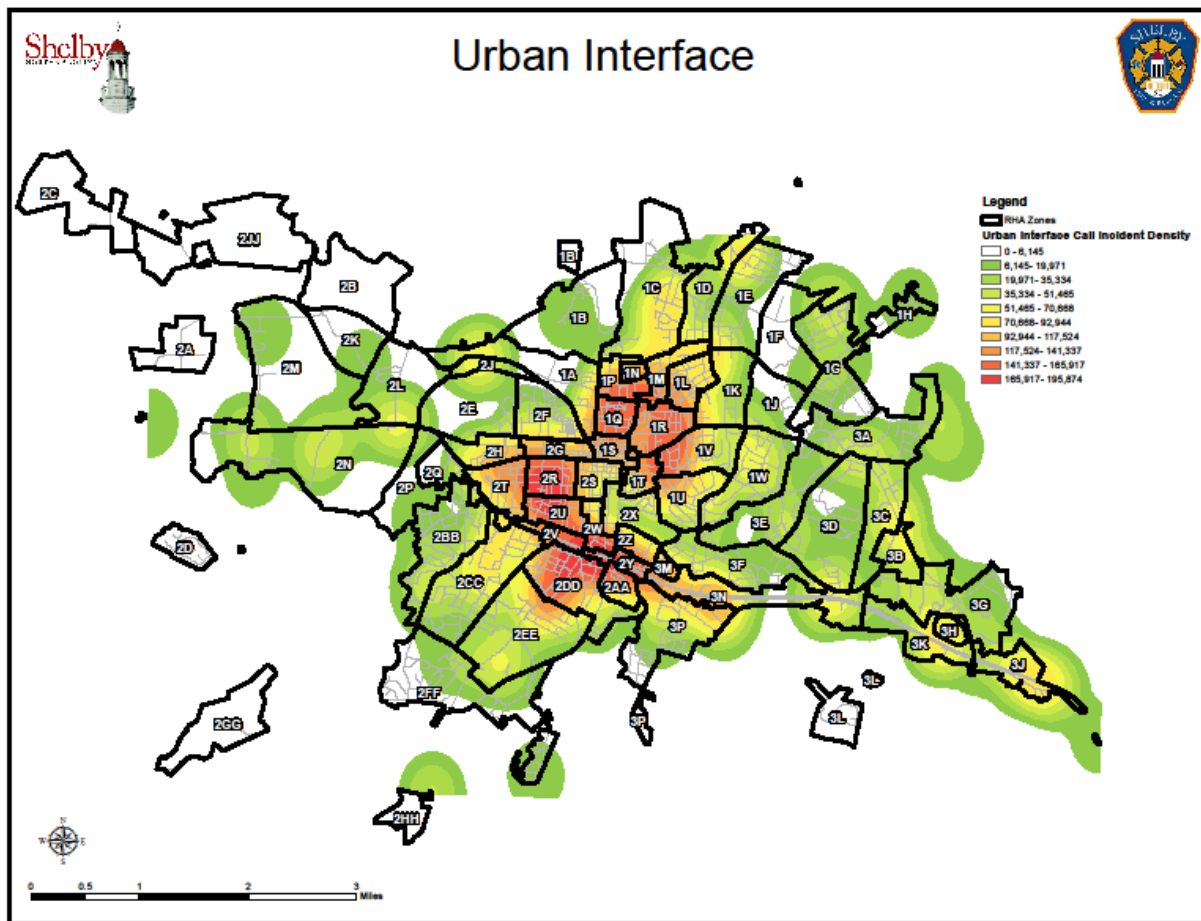 Shelby
Urban Interface
SHELBY
Legend
RHA Zones
Urban Interface Call Incident Density
0 - 6,145
6,145- 19,971
19,971- 35,334
35,334 - 51,465
51,465 - 70,668
70,668- 92,944
92,944 - 117,524
117,524- 141,337
141,337 - 165,917
165,917- 195,874
2C
2JJ
2B
1B
1C
1D
1E
1B
1H
1F
2A
2K
2M
2L
2J
1A
1P
1N
1M
1L
1K
1G
1J
2E
2F
1Q
1R
3A
2H
2G
1S
1V
2N
2Q
2P
2T
2R
2S
1T
1U
1W
2U
2X
3E
3D
3C
2D
2BB
2V
2W
2Z
3B
2CC
2DD
2Y
2AA
3M
3F
3N
3G
2EE
3P
3H
3K
3J
2FF
3L
3L
2GG
3P
2HH
N
W
E
S
0
0.5
1
2
3
Miles